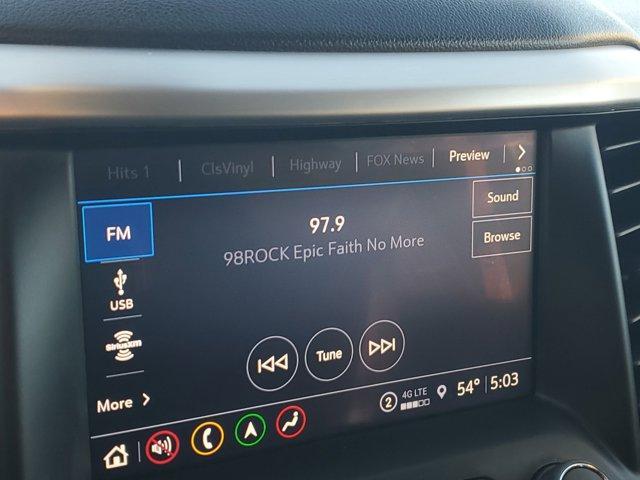 Hits 1 ClsVinyl Highway FOX News Preview
FM
97.9
98ROCK Epic Faith No More
Sound
Browse
USB
SiriusXM
Tune
More
2 4G LTE 54° 5:03